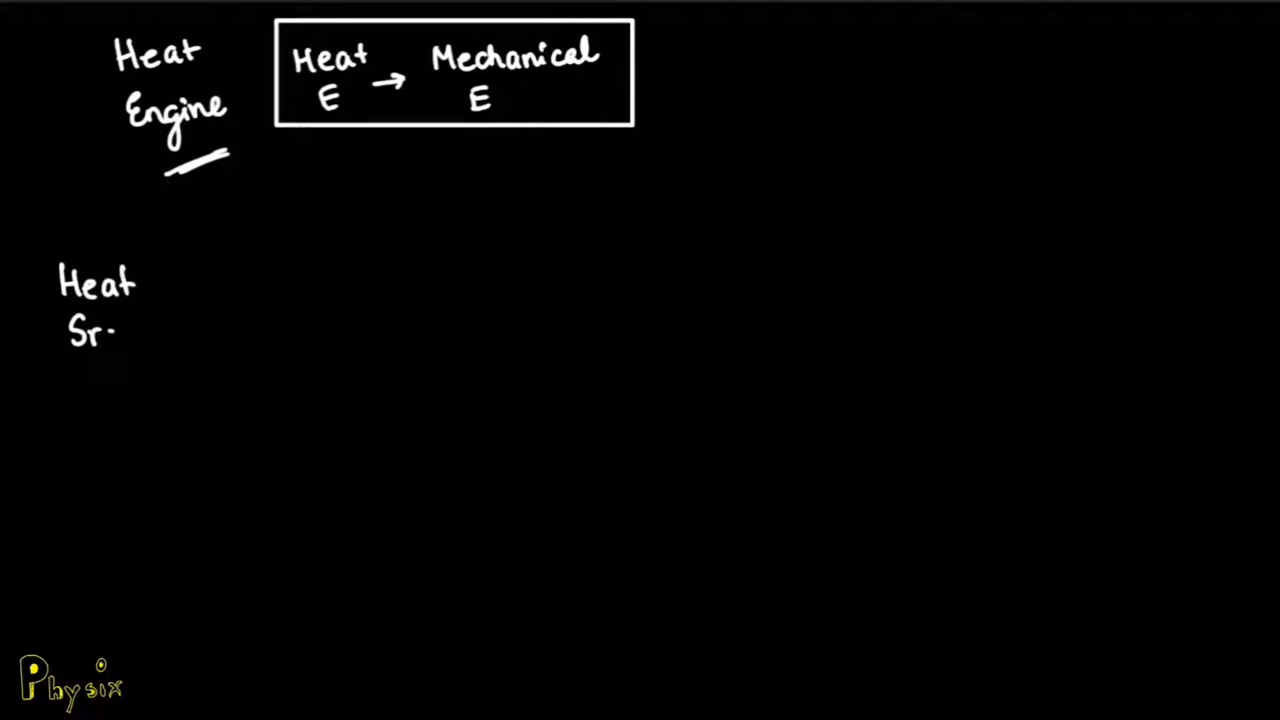 Heat
Engine
Heat → Mechanical
E E
Heat
Sr.
Physix